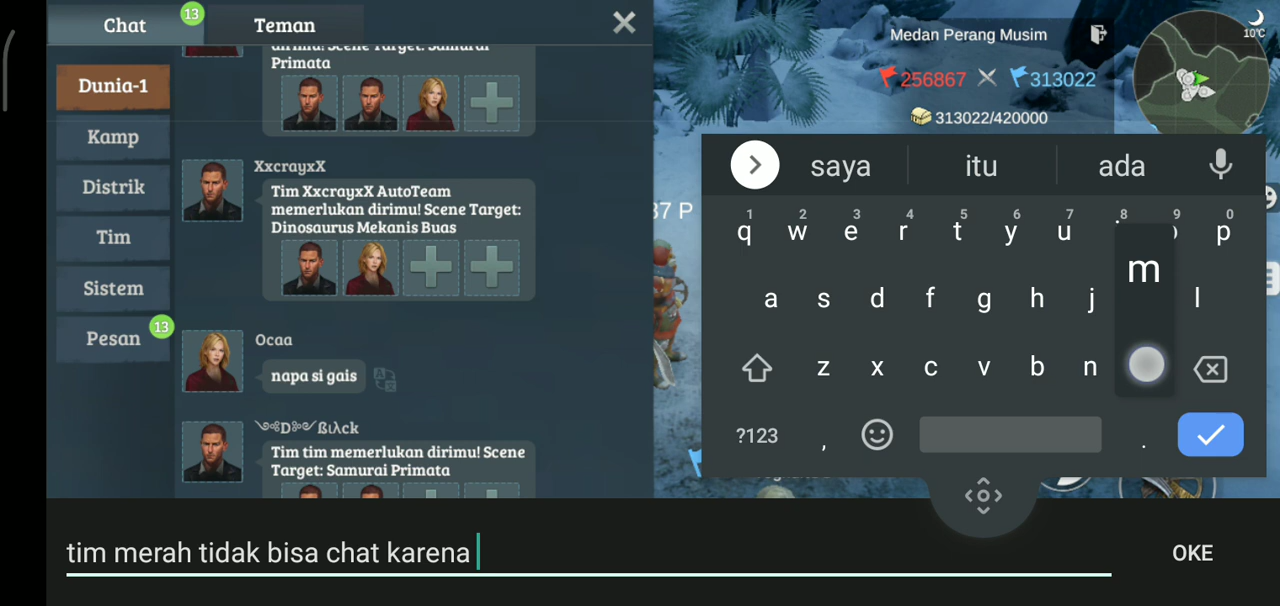 Chat
13
Teman
Medan Perang Musim
10°C
256867
313022
313022/420000
Dunia-1
Kamp
Distrik
Tim
Sistem
Pesan
13
dirimu! Scene Target: Samurai
Primata
XxcrayxX
Tim XxcrayxX AutoTeam
memerlukan dirimu! Scene Target:
Dinosaurus Mekanis Buas
Ocaa
napa si gais
Tim tim memerlukan dirimu! Scene
Target: Samurai Primata
37 P
saya itu ada
1 2 3 4 5 6 7 8 9 0
q w e r t y u p
a s d f g h j l
m
z x c v b n
?123 , .
tim merah tidak bisa chat karena
OKE